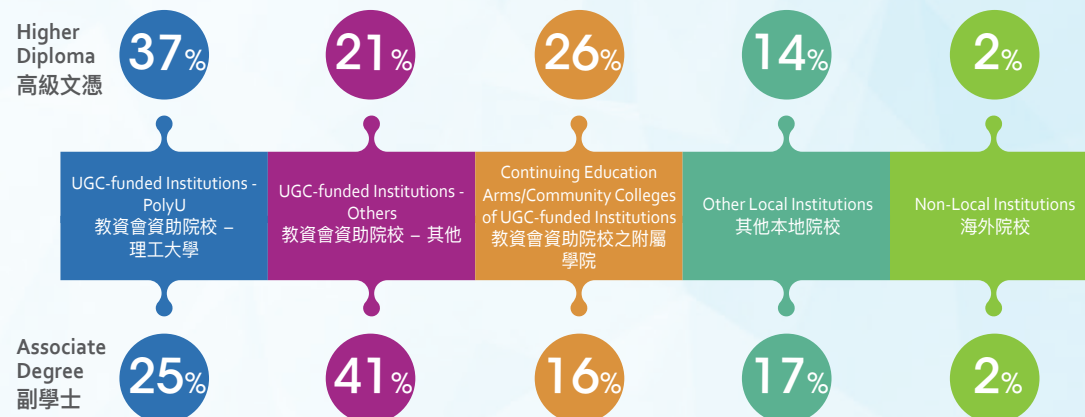 Higher
Diploma
高級文憑
37%
21%
26%
14%
2%
UGC-funded Institutions -
PolyU
教資會資助院校 –
理工大學
UGC-funded Institutions -
Others
教資會資助院校 – 其他
Continuing Education
Arms/Community Colleges
of UGC-funded Institutions
教資會資助院校之附屬
學院
Other Local Institutions
其他本地院校
Non-Local Institutions
海外院校
Associate
Degree
副學士
25%
41%
16%
17%
2%